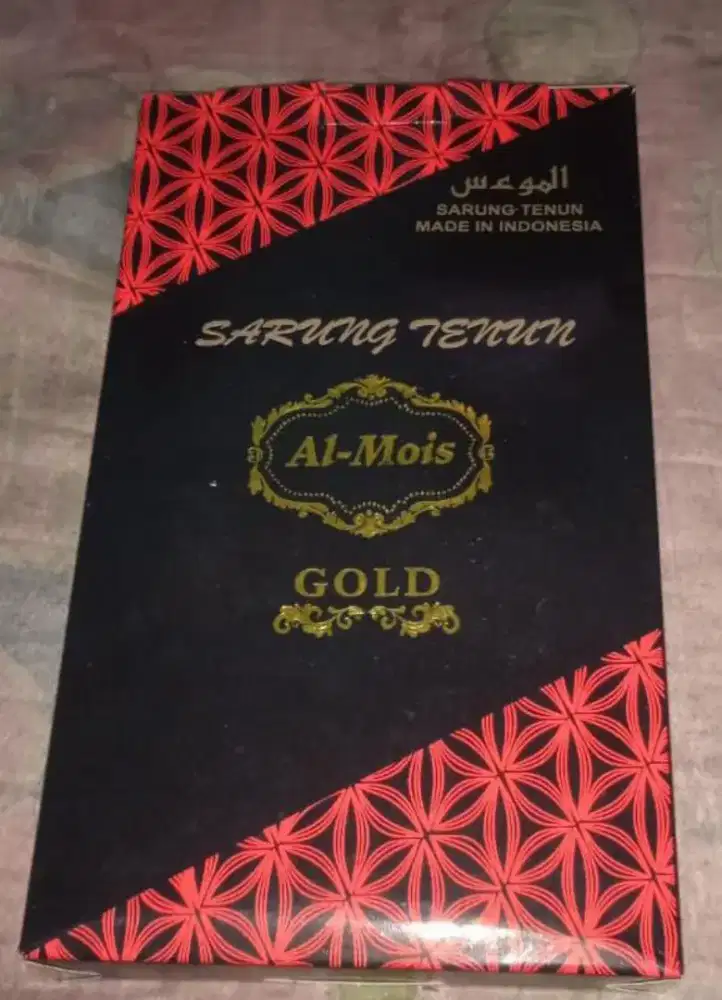 الموعس
SARUNG TENUN
MADE IN INDONESIA
SARUNG TENUN
Al-Mois
GOLD